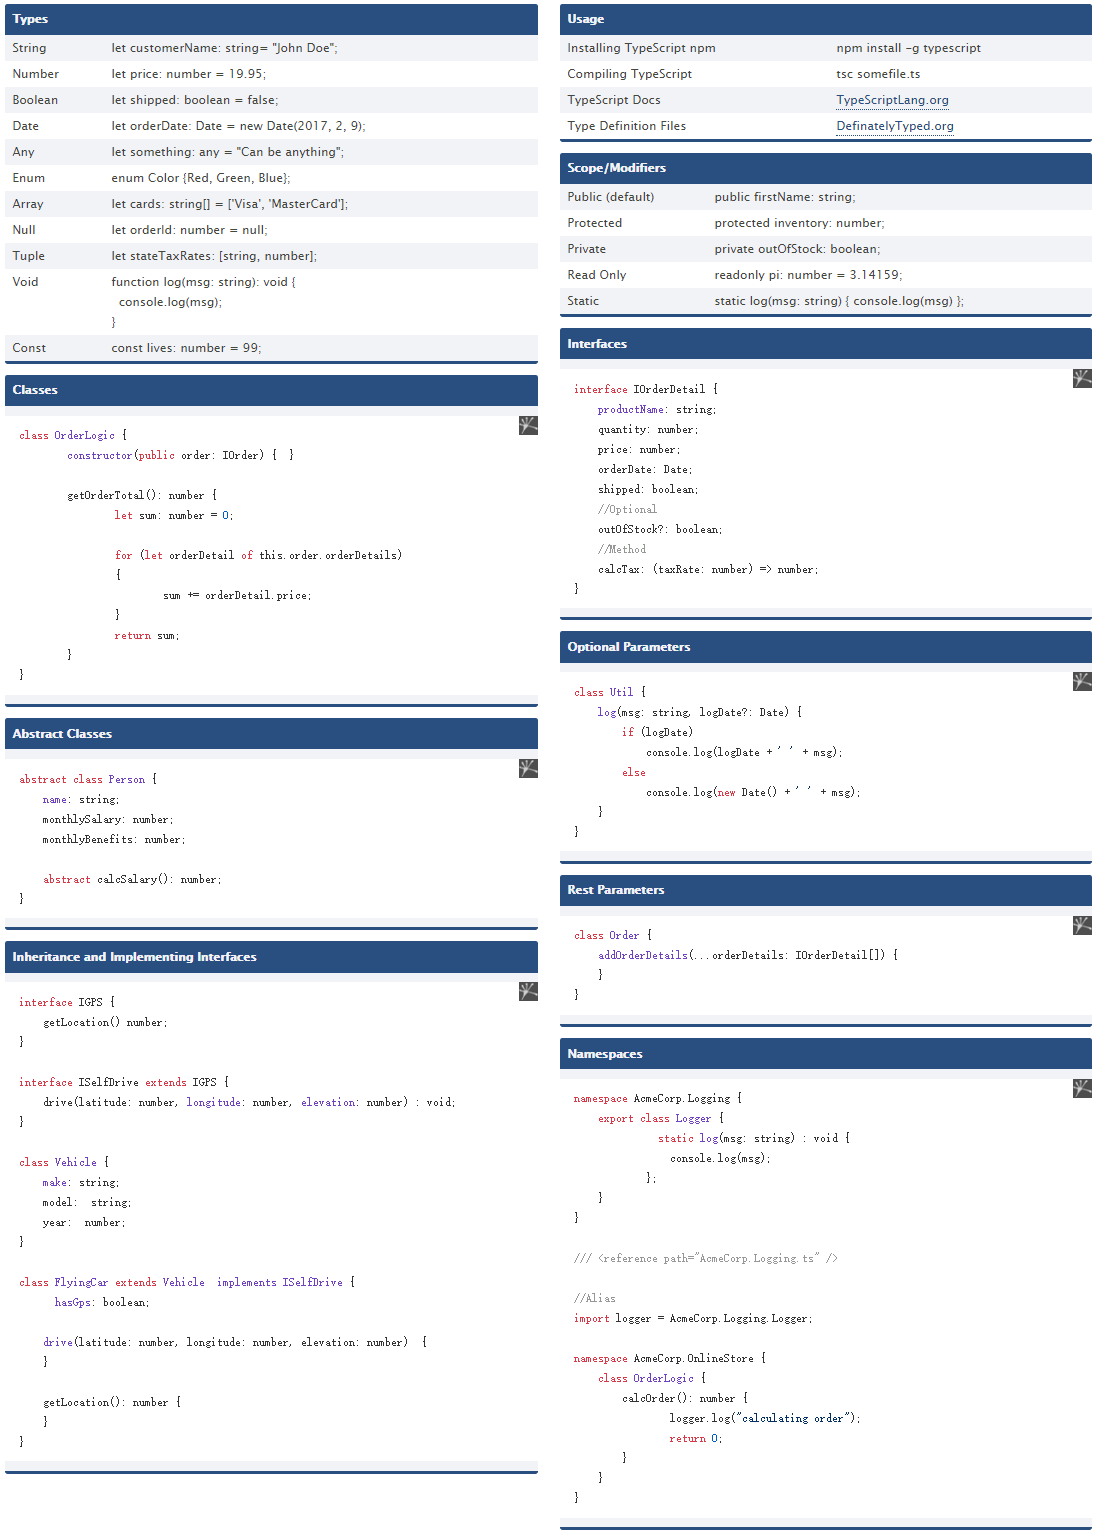 Types
String let customerName: string= "John Doe";
Number let price: number = 19.95;
Boolean let shipped: boolean = false;
Date let orderDate: Date = new Date(2017, 2, 9);
Any let something: any = "Can be anything";
Enum enum Color {Red, Green, Blue};
Array let cards: string[] = ['Visa', 'MasterCard'];
Null let orderId: number = null;
Tuple let stateTaxRates: [string, number];
Void function log(msg: string): void {
console.log(msg);
}
Const const lives: number = 99;
Classes
class OrderLogic {
constructor(public order: IOrder) { }
getOrderTotal(): number {
let sum: number = 0;
for (let orderDetail of this.order.orderDetails)
{
sum += orderDetail.price;
}
return sum;
}
}
Abstract Classes
abstract class Person {
name: string;
monthlySalary: number;
monthlyBenefits: number;
abstract calcSalary(): number;
}
Inheritance and Implementing Interfaces
interface IGPS {
getLocation() number;
}
interface ISelfDrive extends IGPS {
drive(latitude: number, longitude: number, elevation: number) : void;
}
class Vehicle {
make: string;
model: string;
year: number;
}
class FlyingCar extends Vehicle implements ISelfDrive {
hasGps: boolean;
drive(latitude: number, longitude: number, elevation: number) {
}
getLocation(): number {
}
}
Usage
Installing TypeScript npm npm install -g typescript
Compiling TypeScript tsc somefile.ts
TypeScript Docs TypeScriptLang.org
Type Definition Files DefinatelyTyped.org
Scope/Modifiers
Public (default) public firstName: string;
Protected protected inventory: number;
Private private outOfStock: boolean;
Read Only readonly pi: number = 3.14159;
Static static log(msg: string) { console.log(msg) };
Interfaces
interface IOrderDetail {
productName: string;
quantity: number;
price: number;
orderDate: Date;
shipped: boolean;
//Optional
outOfStock?: boolean;
//Method
calcTax: (taxRate: number) => number;
}
Optional Parameters
class Util {
log(msg: string, logDate?: Date) {
if (logDate)
console.log(logDate + ' ' + msg);
else
console.log(new Date() + ' ' + msg);
}
}
Rest Parameters
class Order {
addOrderDetails(...orderDetails: IOrderDetail[]) {
}
}
Namespaces
namespace AcmeCorp.Logging {
export class Logger {
static log(msg: string) : void {
console.log(msg);
};
}
}
/// <reference path="AcmeCorp.Logging.ts" />
//Alias
import logger = AcmeCorp.Logging.Logger;
namespace AcmeCorp.OnlineStore {
class OrderLogic {
calcOrder(): number {
logger.log("calculating order");
return 0;
}
}
}